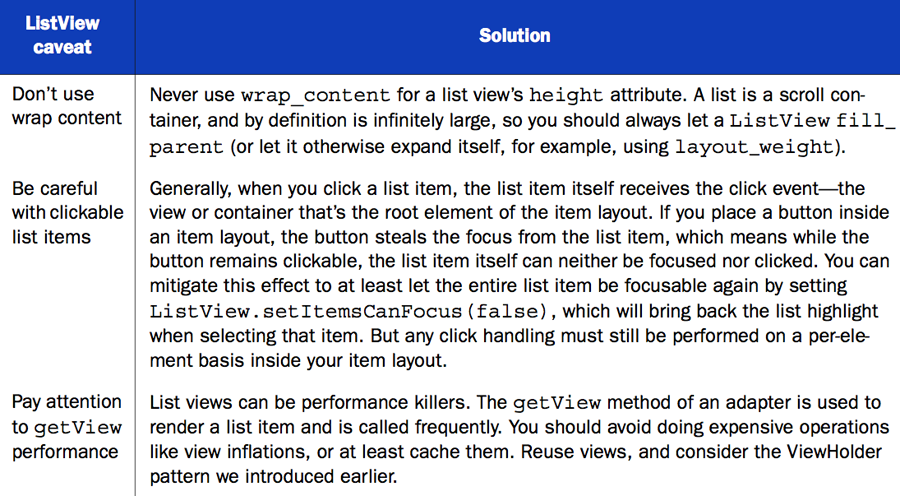 ListView
caveat
Solution
Don't use
wrap content
Never use wrap_content for a list view's height attribute. A list is a scroll con-
tainer, and by definition is infinitely large, so you should always let a ListView fill_
parent (or let it otherwise expand itself, for example, using layout_weight).
Be careful
with clickable
list items
Generally, when you click a list item, the list item itself receives the click event—the
view or container that's the root element of the item layout. If you place a button inside
an item layout, the button steals the focus from the list item, which means while the
button remains clickable, the list item itself can neither be focused nor clicked. You can
mitigate this effect to at least let the entire list item be focusable again by setting
ListView.setItemsCanFocus(false), which will bring back the list highlight
when selecting that item. But any click handling must still be performed on a per-ele-
ment basis inside your item layout.
Pay attention
to getView
performance
List views can be performance killers. The getView method of an adapter is used to
render a list item and is called frequently. You should avoid doing expensive operations
like view inflations, or at least cache them. Reuse views, and consider the ViewHolder
pattern we introduced earlier.